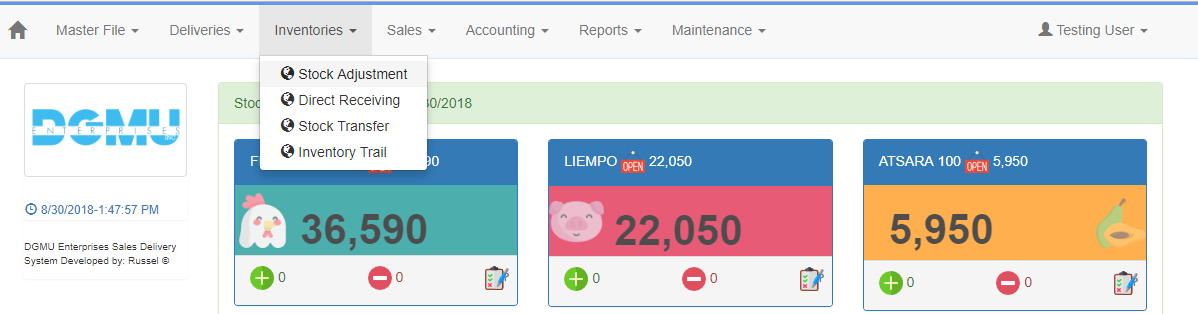 Master File Deliveries Inventories Sales Accounting Reports Maintenance Testing User
Stock Adjustment
Direct Receiving
Stock Transfer
Inventory Trail
DGMU
ENTERPRISES
8/30/2018-1:47:57 PM
DGMU Enterprises Sales Delivery
System Developed by: Russel ©
Stoc 30/2018
F 90
36,590
0 0
LIEMPO OPEN 22,050
22,050
0 0
ATSARA 100 OPEN 5,950
5,950
0 0